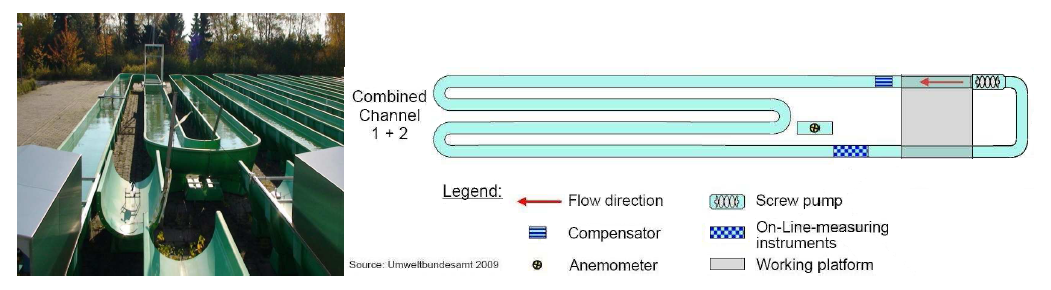 Combined
Channel
1 + 2
Legend:
Flow direction
Screw pump
Compensator
On-Line-measuring
instruments
Source: Umweltbundesamt 2009
Anemometer
Working platform